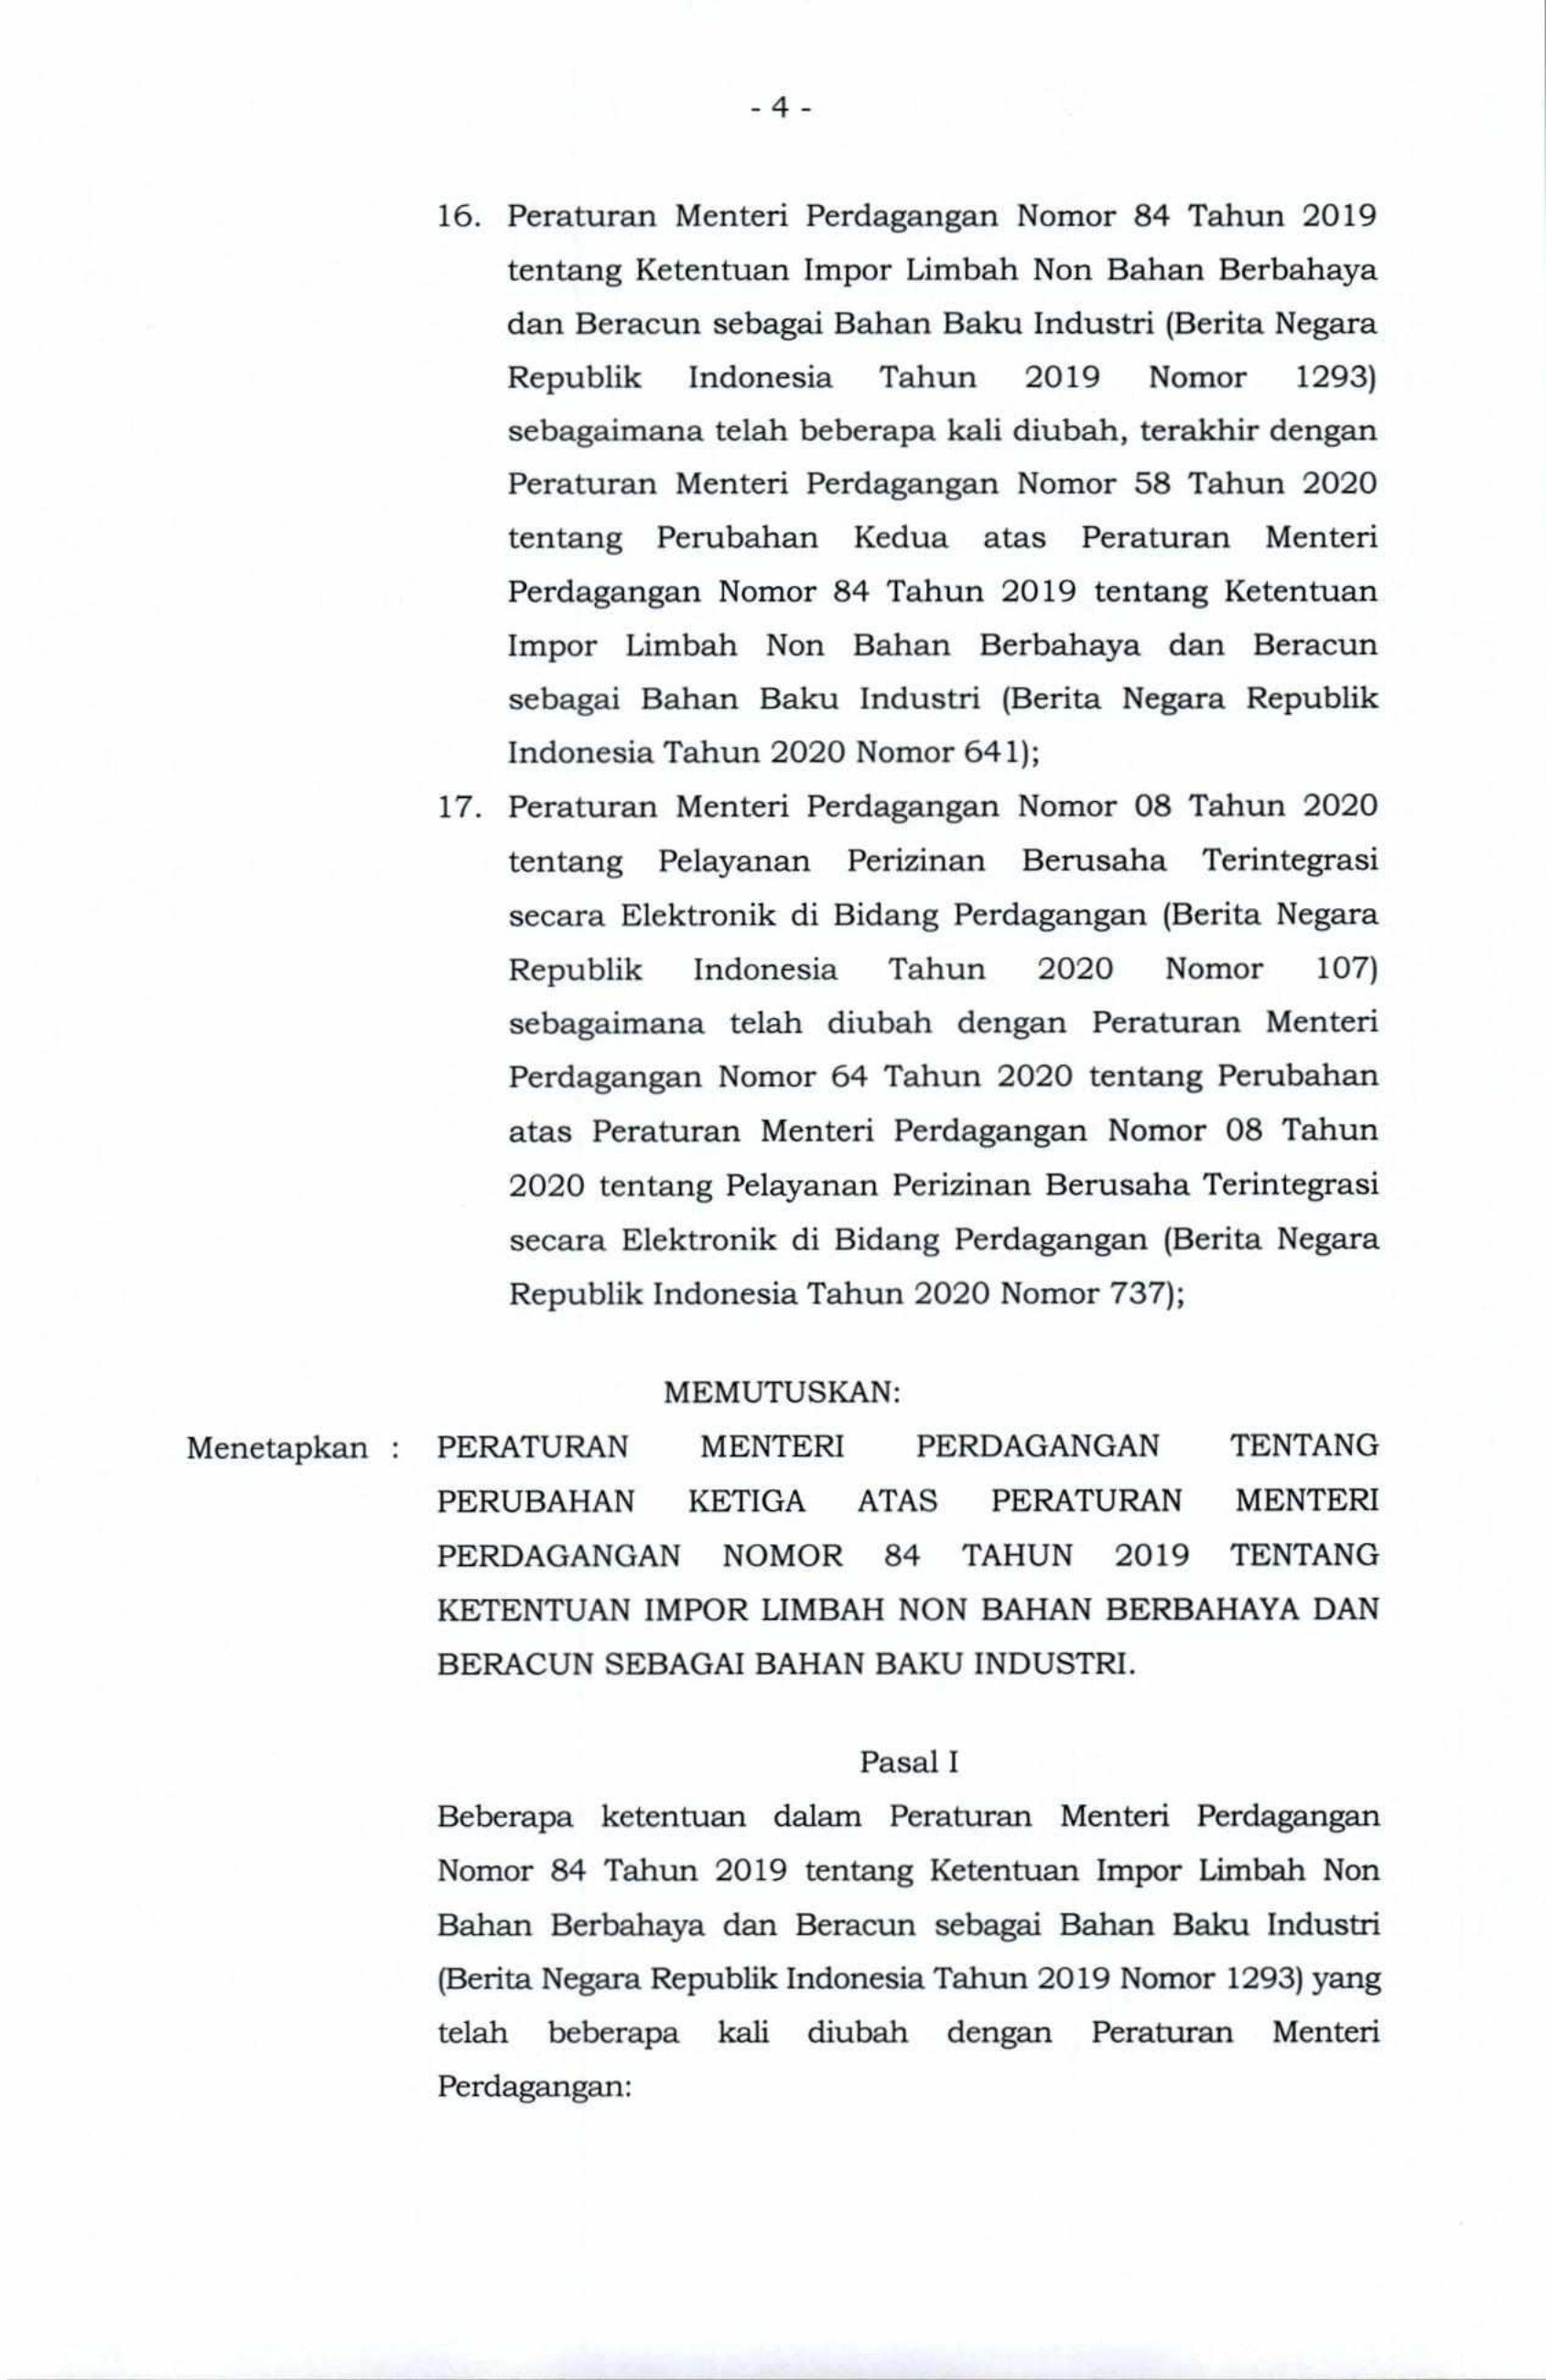 - 4 -
16. Peraturan Menteri Perdagangan Nomor 84 Tahun 2019
tentang Ketentuan Impor Limbah Non Bahan Berbahaya
dan Beracun sebagai Bahan Baku Industri (Berita Negara
Republik Indonesia Tahun 2019 Nomor 1293)
sebagaimana telah beberapa kali diubah, terakhir dengan
Peraturan Menteri Perdagangan Nomor 58 Tahun 2020
tentang Perubahan Kedua atas Peraturan Menteri
Perdagangan Nomor 84 Tahun 2019 tentang Ketentuan
Impor Limbah Non Bahan Berbahaya dan Beracun
sebagai Bahan Baku Industri (Berita Negara Republik
Indonesia Tahun 2020 Nomor 641);
17. Peraturan Menteri Perdagangan Nomor 08 Tahun 2020
tentang Pelayanan Perizinan Berusaha Terintegrasi
secara Elektronik di Bidang Perdagangan (Berita Negara
Republik Indonesia Tahun 2020 Nomor 107)
sebagaimana telah diubah dengan Peraturan Menteri
Perdagangan Nomor 64 Tahun 2020 tentang Perubahan
atas Peraturan Menteri Perdagangan Nomor 08 Tahun
2020 tentang Pelayanan Perizinan Berusaha Terintegrasi
secara Elektronik di Bidang Perdagangan (Berita Negara
Republik Indonesia Tahun 2020 Nomor 737);
MEMUTUSKAN:
Menetapkan : PERATURAN MENTERI PERDAGANGAN TENTANG
PERUBAHAN KETIGA ATAS PERATURAN MENTERI
PERDAGANGAN NOMOR 84 TAHUN 2019 TENTANG
KETENTUAN IMPOR LIMBAH NON BAHAN BERBAHAYA DAN
BERACUN SEBAGAI BAHAN BAKU INDUSTRI.
Pasal I
Beberapa ketentuan dalam Peraturan Menteri Perdagangan
Nomor 84 Tahun 2019 tentang Ketentuan Impor Limbah Non
Bahan Berbahaya dan Beracun sebagai Bahan Baku Industri
(Berita Negara Republik Indonesia Tahun 2019 Nomor 1293) yang
telah beberapa kali diubah dengan Peraturan Menteri
Perdagangan: